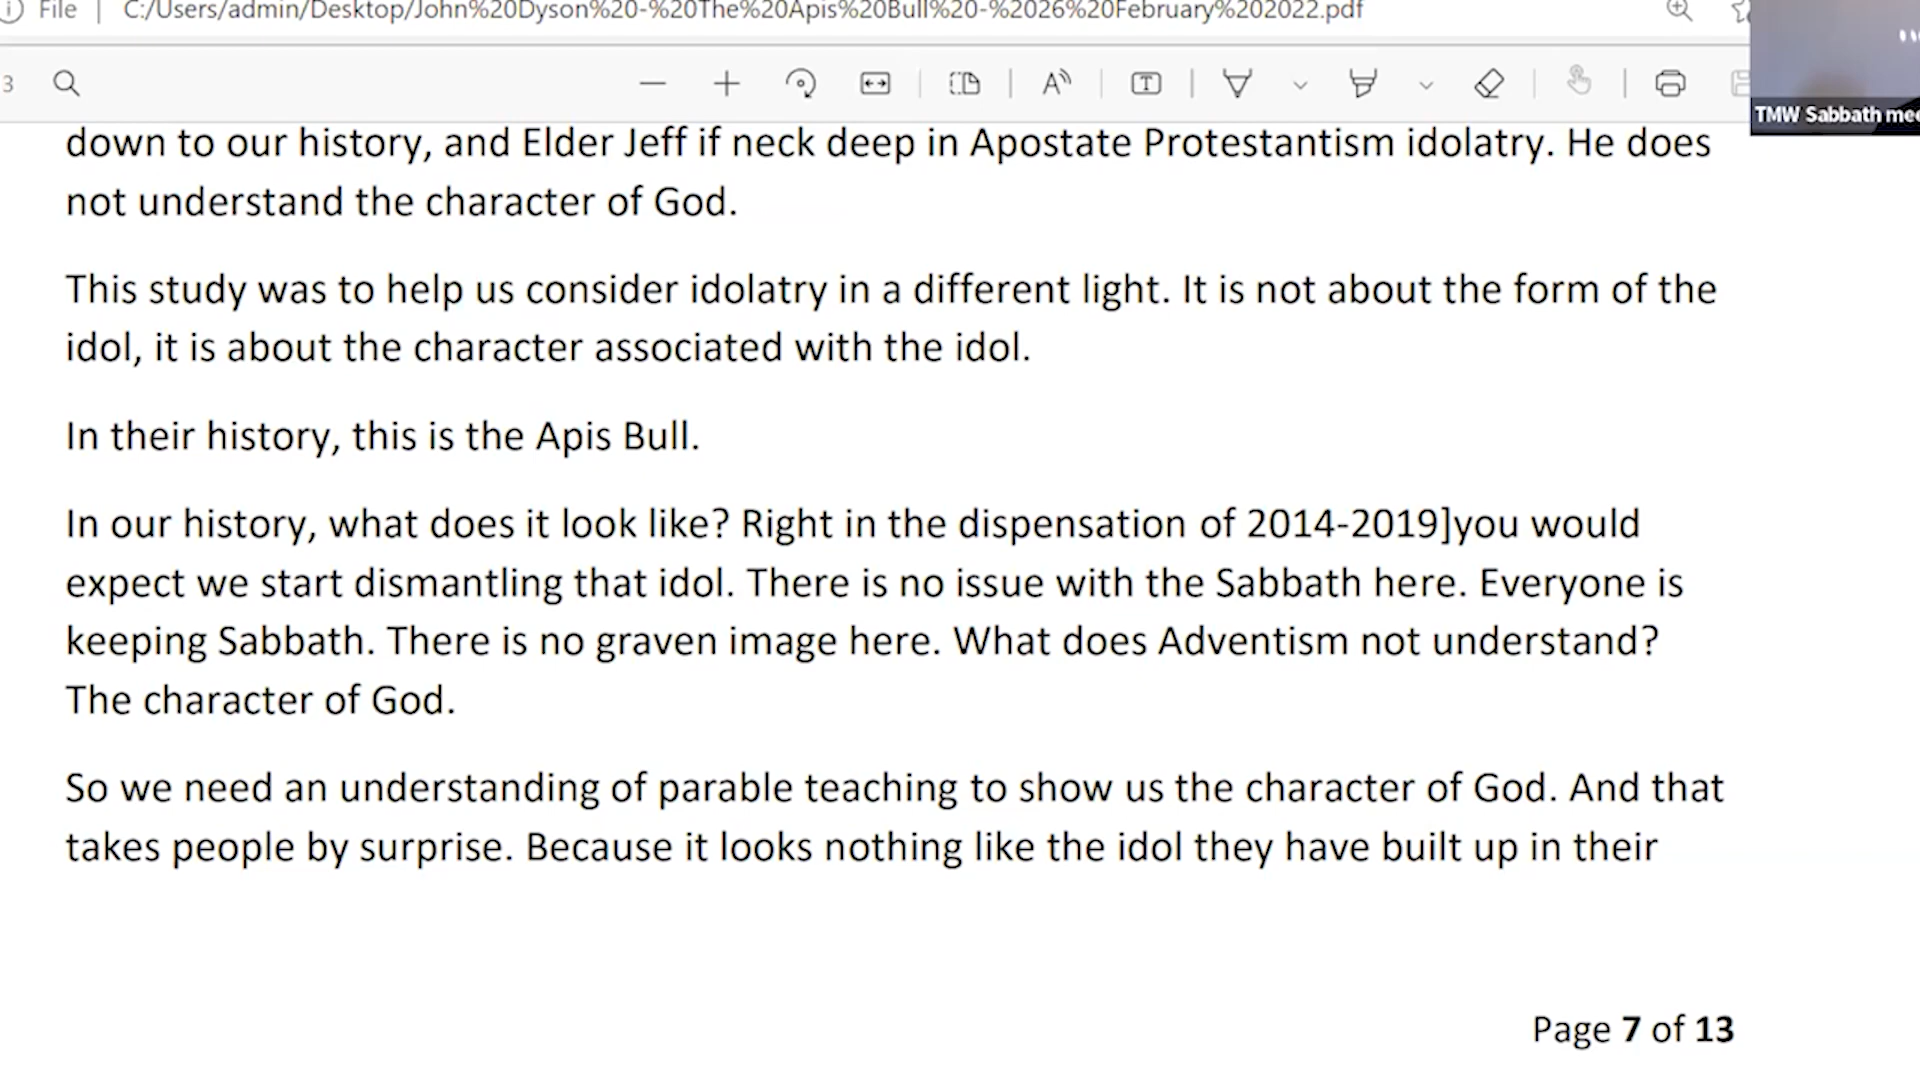 File | C:/Users/admin/Desktop/John%20Dyson%20-%20The%20Apis%20Bull%20-%2026%20February%202022.pdf
3
TMW Sabbath mee
down to our history, and Elder Jeff if neck deep in Apostate Protestantism idolatry. He does
not understand the character of God.
This study was to help us consider idolatry in a different light. It is not about the form of the
idol, it is about the character associated with the idol.
In their history, this is the Apis Bull.
In our history, what does it look like? Right in the dispensation of 2014-2019]you would
expect we start dismantling that idol. There is no issue with the Sabbath here. Everyone is
keeping Sabbath. There is no graven image here. What does Adventism not understand?
The character of God.
So we need an understanding of parable teaching to show us the character of God. And that
takes people by surprise. Because it looks nothing like the idol they have built up in their
Page 7 of 13